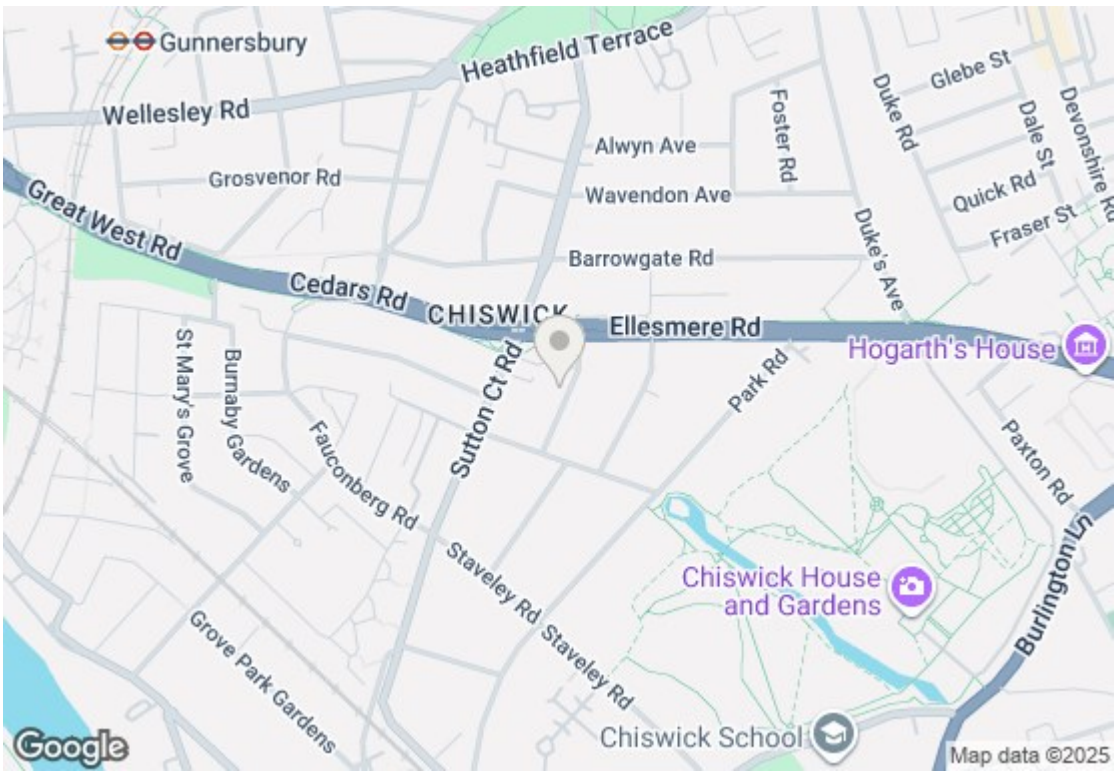 Gunnersbury
Heathfield Terrace
Wellesley Rd
Glebe St
Duke Rd
Foster Rd
Dale St
Devonshire Rd
Alwyn Ave
Grosvenor Rd
Wavendon Ave
Quick Rd
Fraser St
Great West Rd
Duke's Ave
Barrowgate Rd
Cedars Rd
CHISWICK
Ellesmere Rd
Hogarth's House
St Mary's Grove
Burnaby Gardens
Sutton Ct Rd
Park Rd
Fauconberg Rd
Paxton Rd
Staveley Rd
Chiswick House
and Gardens
Burlington Ln
Grove Park Gardens
Staveley Rd
Chiswick School
Google
Map data ©2025